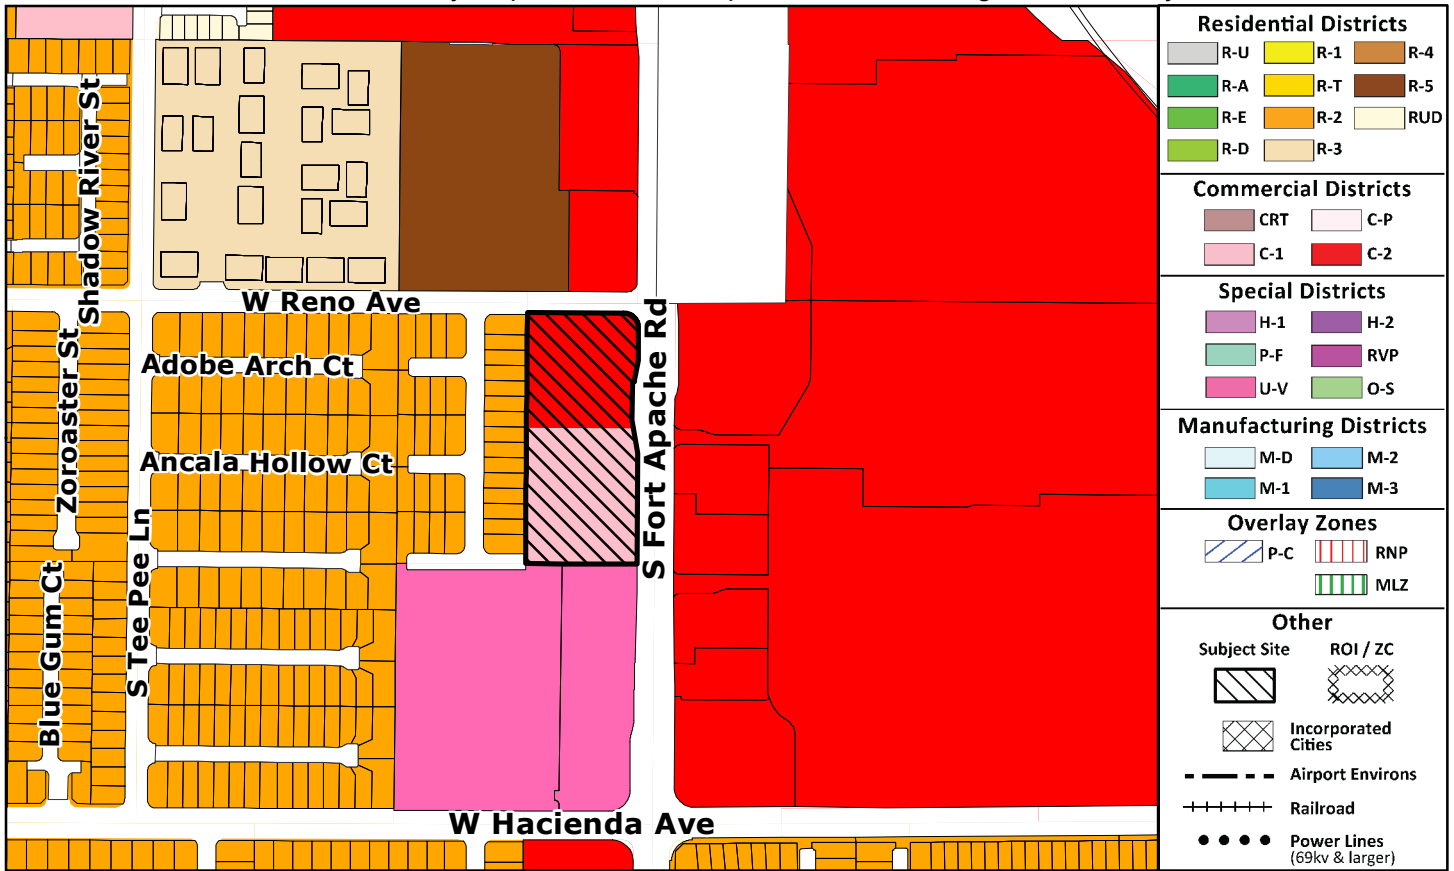 Shadow River St
W Reno Ave
Adobe Arch Ct
Zoroaster St
Ancala Hollow Ct
S Fort Apache Rd
S Tee Pee Ln
Blue Gum Ct
W Hacienda Ave
Residential Districts
R-U R-1 R-4
R-A R-T R-5
R-E R-2 RUD
R-D R-3
Commercial Districts
CRT C-P
C-1 C-2
Special Districts
H-1 H-2
P-F RVP
U-V O-S
Manufacturing Districts
M-D M-2
M-1 M-3
Overlay Zones
P-C RNP
MLZ
Other
Subject Site ROI / ZC
Incorporated
Cities
Airport Environs
Railroad
Power Lines
(69kv & larger)